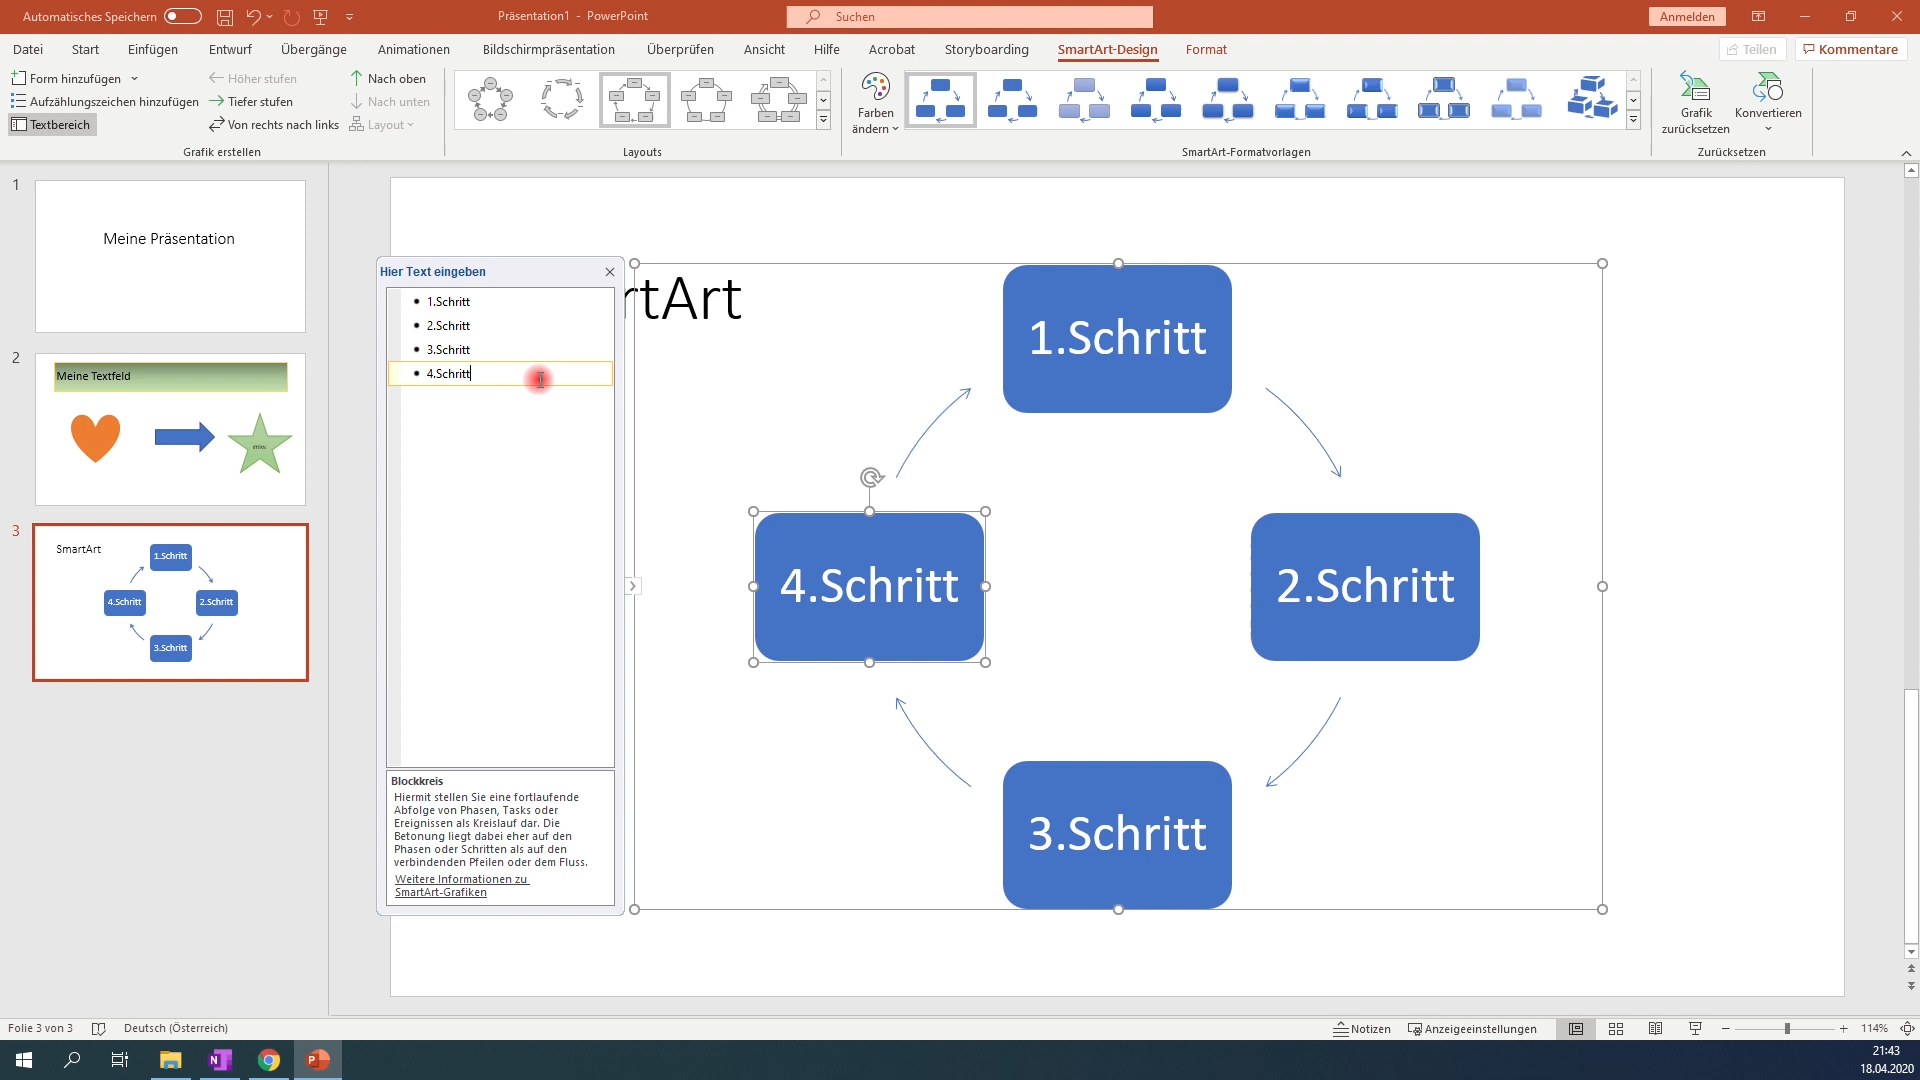 Automatisches Speichern
Präsentation1 - PowerPoint
Suchen
Anmelden
Datei Start Einfügen Entwurf Übergänge Animationen Bildschirmpräsentation Überprüfen Ansicht Hilfe Acrobat Storyboarding SmartArt-Design Format
Teilen Kommentare
Form hinzufügen Höher stufen Nach oben
Aufzählungszeichen hinzufügen Tiefer stufen Nach unten
Textbereich Von rechts nach links Layout
Farben ändern
Grafik zurücksetzen
Konvertieren
Grafik erstellen Layouts SmartArt-Formatvorlagen Zurücksetzen
1
Meine Präsentation
2
Meine Textfeld
3
SmartArt
1.Schritt
4.Schritt
2.Schritt
3.Schritt
Hier Text eingeben
1.Schritt
2.Schritt
3.Schritt
4.Schritt
Blockkreis
Hiermit stellen Sie eine fortlaufende
Abfolge von Phasen, Tasks oder
Ereignissen als Kreislauf dar. Die
Betonung liegt dabei eher auf den
Phasen oder Schritten als auf den
verbindenden Pfeilen oder dem Fluss.
Weitere Informationen zu
SmartArt-Grafiken
rtArt
1.Schritt
4.Schritt
2.Schritt
3.Schritt
Folie 3 von 3 Deutsch (Österreich)
Notizen Anzeigeeinstellungen 114%
21:43
18.04.2020